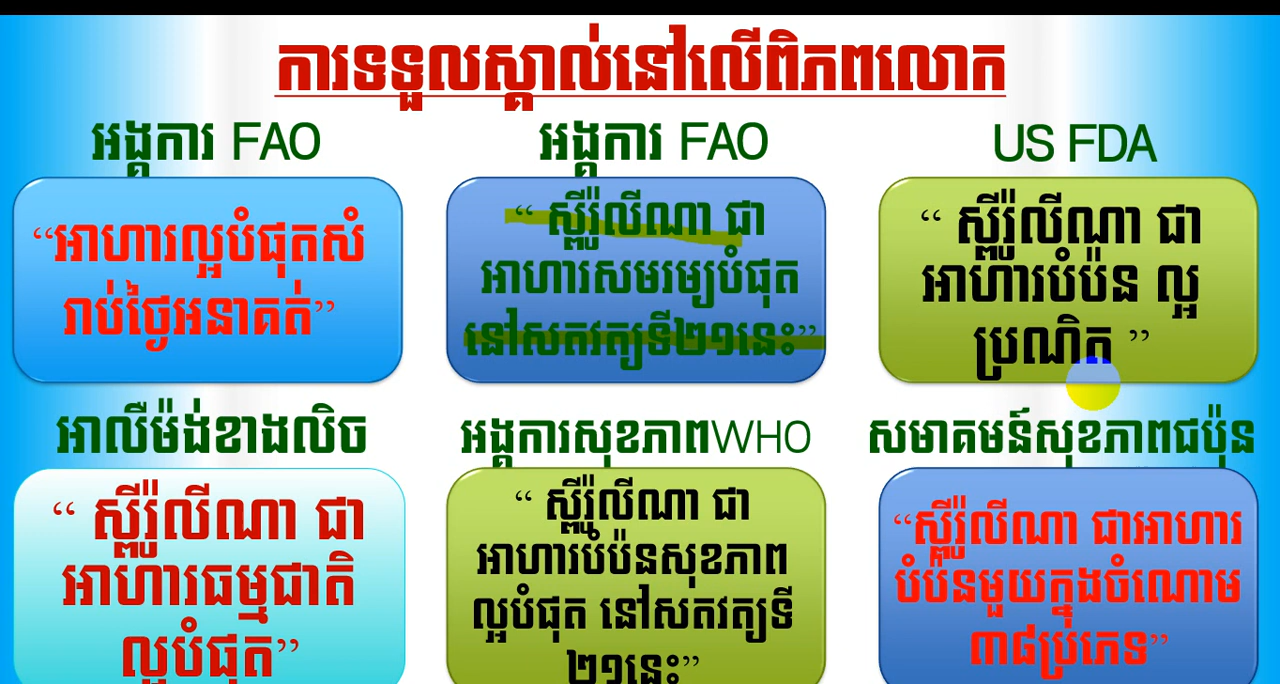 ការទទួលស្គាល់នៅលើពិភពលោក
អង្គការ FAO
“អាហារល្អបំផុតសំ
រាប់ថ្ងៃអនាគត់”
អង្គការ FAO
“ ស្ពីរ៉ូលីណា ជា
អាហារសមរម្យបំផុត
នៅសតវត្យទី២១នេះ”
US FDA
“ ស្ពីរ៉ូលីណា ជា
អាហារបំប៉ន ល្អ
ប្រណិត ”
អាលឺម៉ង់ខាងលិច
“ ស្ពីរ៉ូលីណា ជា
អាហារធម្មជាតិ
ល្អបំផុត”
អង្គការសុខភាពWHO
“ ស្ពីរ៉ូលីណា ជា
អាហារបំប៉នសុខភាព
ល្អបំផុត នៅសតវត្យទី
២១នេះ”
សមាគមន៍សុខភាពជប៉ុន
“ស្ពីរ៉ូលីណា ជាអាហារ
បំប៉នមួយក្នុងចំណោម
៣៨ប្រភេទ”